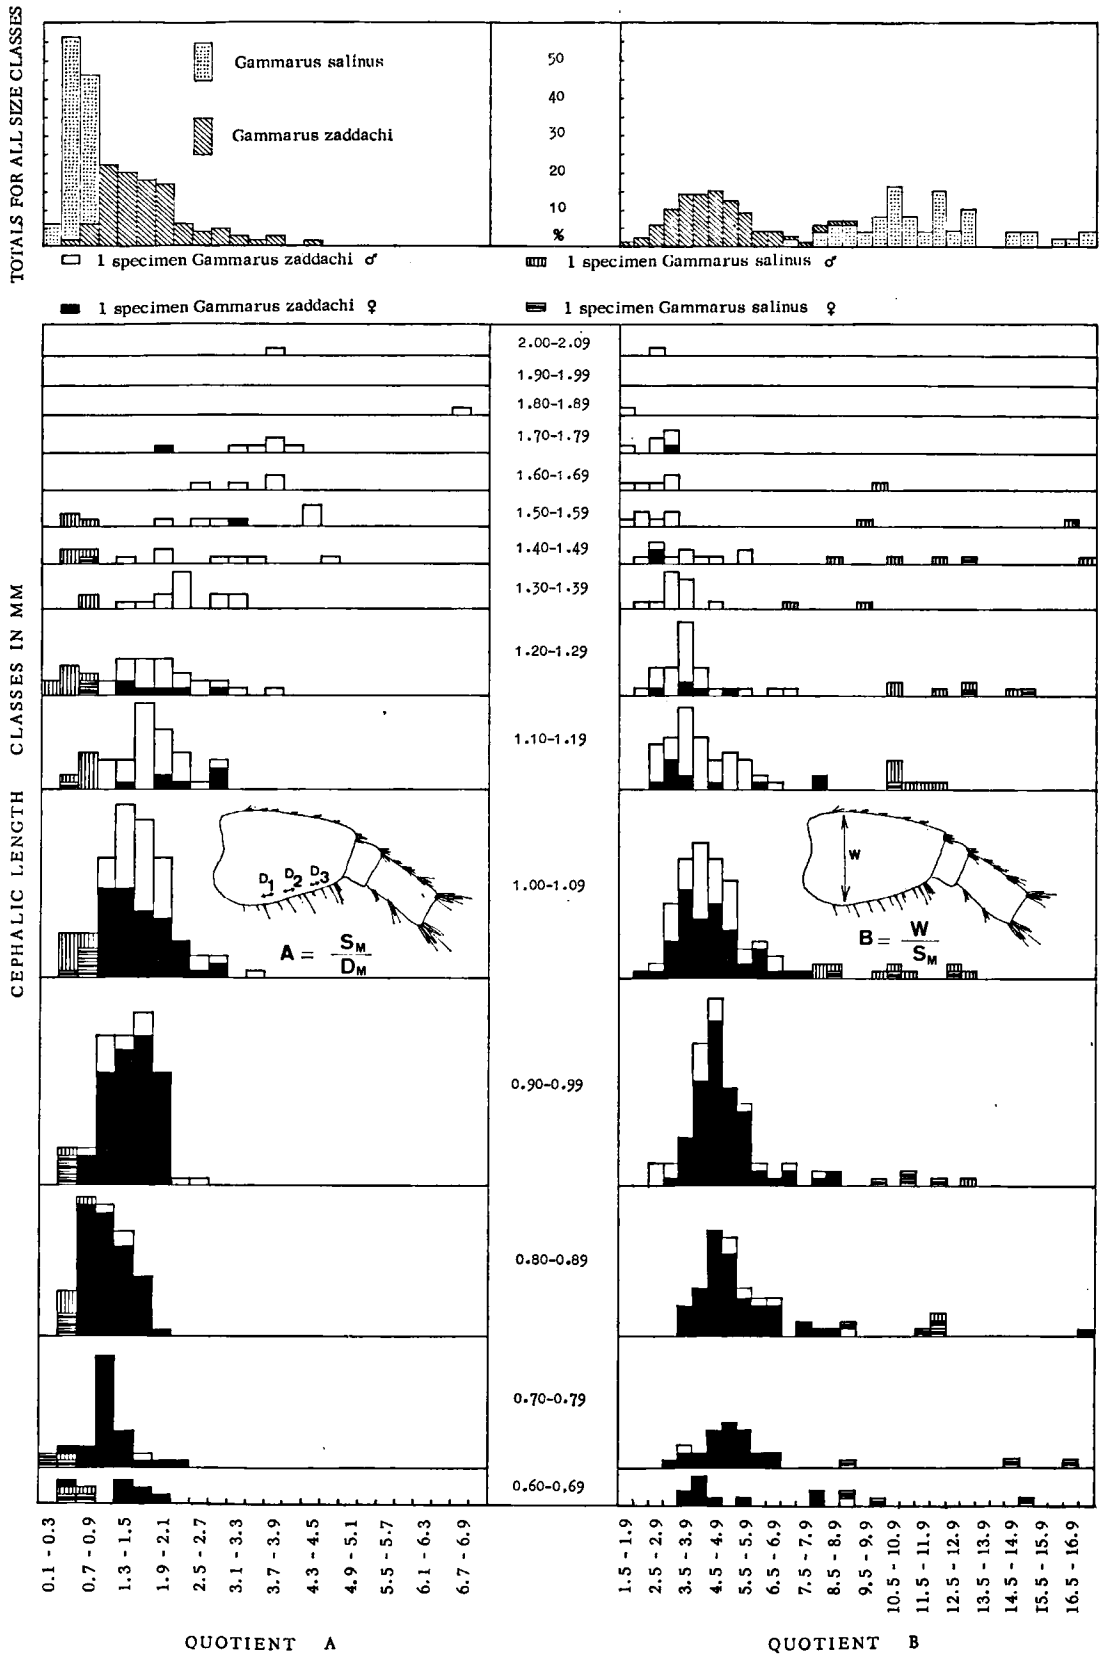 TOTALS FOR ALL SIZE CLASSES
Gammarus salinus
Gammarus zaddachi
50
40
30
20
10
%
1 specimen Gammarus zaddachi ♂
1 specimen Gammarus salinus ♂
1 specimen Gammarus zaddachi ♀
1 specimen Gammarus salinus ♀
CEPHALIC LENGTH CLASSES IN MM
2.00-2.09
1.90-1.99
1.80-1.89
1.70-1.79
1.60-1.69
1.50-1.59
1.40-1.49
1.30-1.39
1.20-1.29
1.10-1.19
1.00-1.09
0.90-0.99
0.80-0.89
0.70-0.79
0.60-0.69
D1 D2 D3
A = SM
DM
W
B = W
SM
0.1 - 0.3
0.7 - 0.9
1.3 - 1.5
1.9 - 2.1
2.5 - 2.7
3.1 - 3.3
3.7 - 3.9
4.3 - 4.5
4.9 - 5.1
5.5 - 5.7
6.1 - 6.3
6.7 - 6.9
1.5 - 1.9
2.5 - 2.9
3.5 - 3.9
4.5 - 4.9
5.5 - 5.9
6.5 - 6.9
7.5 - 7.9
8.5 - 8.9
9.5 - 9.9
10.5 - 10.9
11.5 - 11.9
12.5 - 12.9
13.5 - 13.9
14.5 - 14.9
15.5 - 15.9
16.5 - 16.9
QUOTIENT A
QUOTIENT B